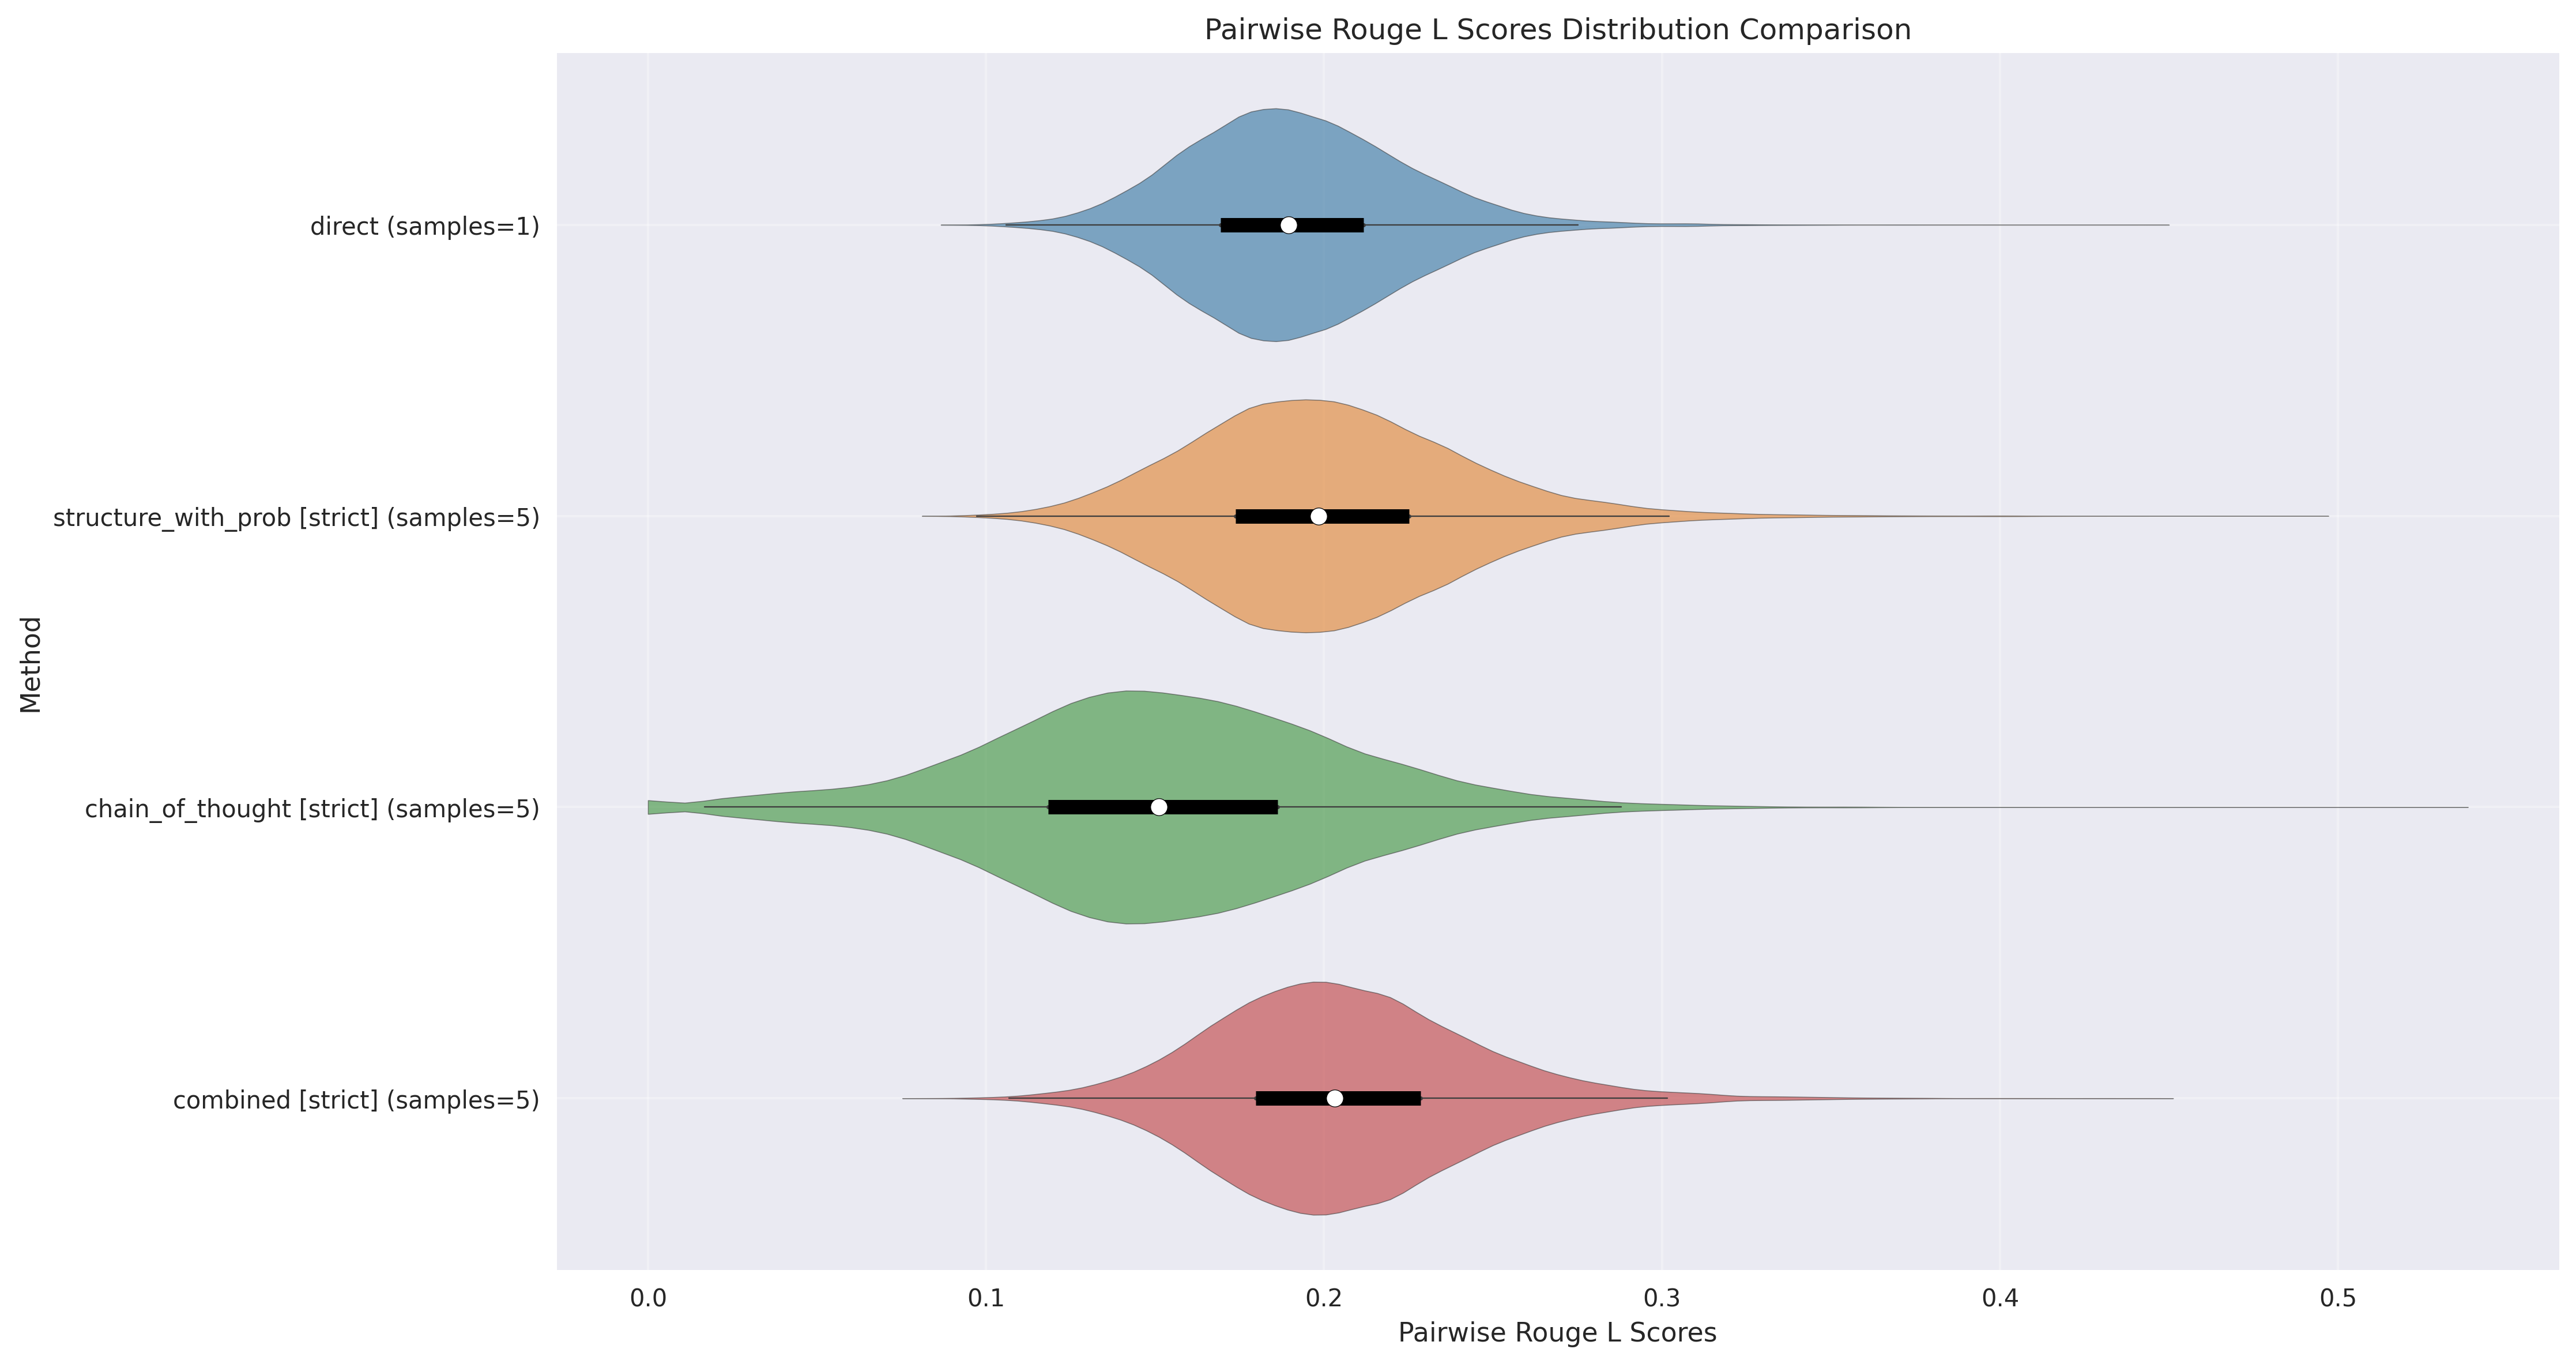 Pairwise Rouge L Scores Distribution Comparison
Method
direct (samples=1)
structure_with_prob [strict] (samples=5)
chain_of_thought [strict] (samples=5)
combined [strict] (samples=5)
0.0 0.1 0.2 0.3 0.4 0.5
Pairwise Rouge L Scores